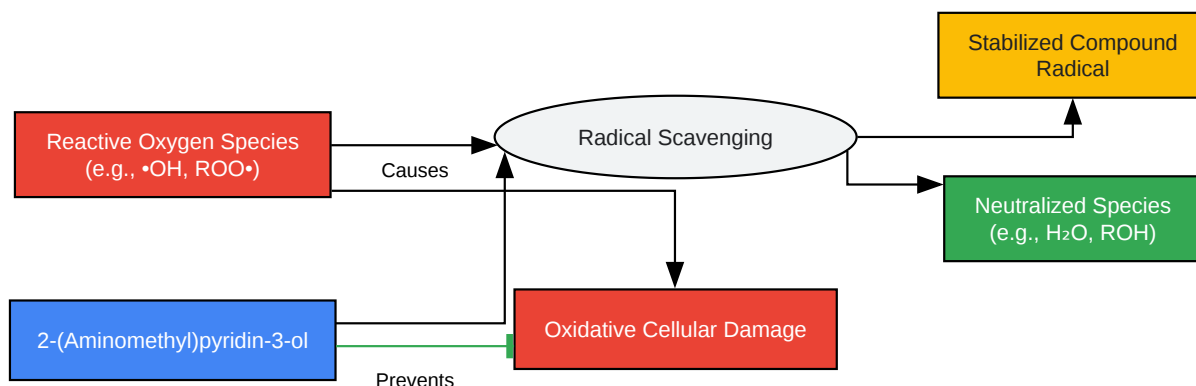 Stabilized Compound
Radical
Reactive Oxygen Species
(e.g., •OH, ROO•)
Radical Scavenging
Causes
Neutralized Species
(e.g., H₂O, ROH)
2-(Aminomethyl)pyridin-3-ol
Oxidative Cellular Damage
Prevents